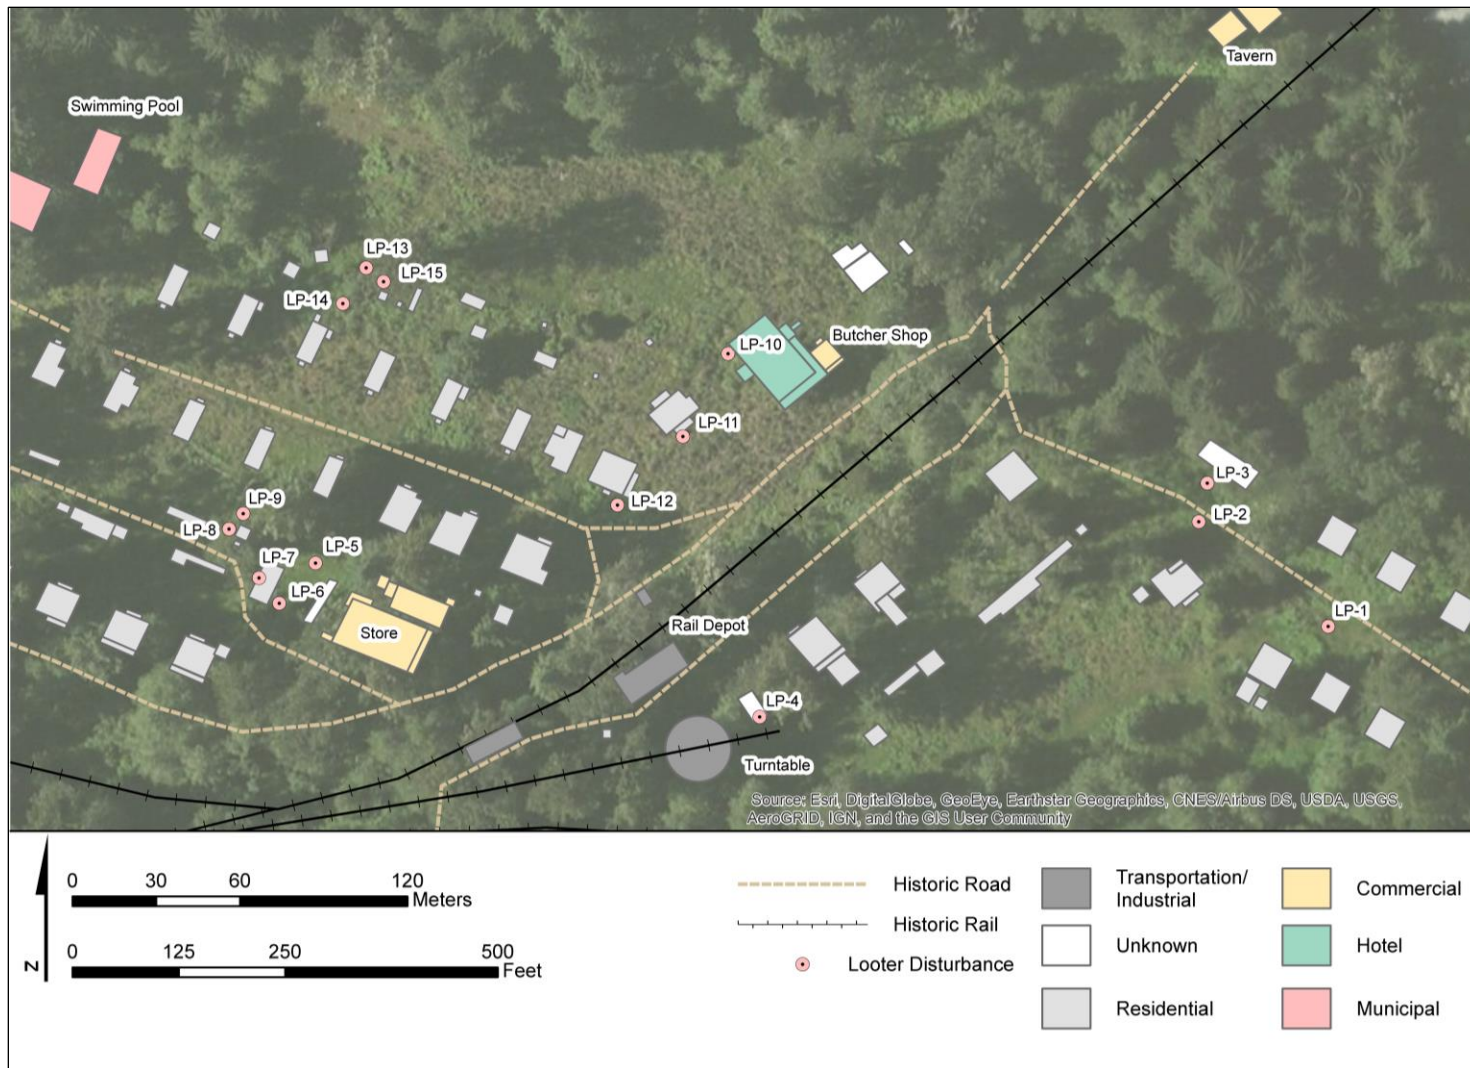 Tavern
Swimming Pool
LP-13
LP-15
LP-14
Butcher Shop
LP-10
LP-11
LP-3
LP-12
LP-9
LP-2
LP-8
LP-5
LP-7
LP-6
LP-1
Rail Depot
Store
LP-4
Turntable
Source: Esri, DigitalGlobe, GeoEye, Earthstar Geographics, CNES/Airbus DS, USDA, USGS,
AeroGRID, IGN, and the GIS User Community
N
0 30 60 120
Meters
0 125 250 500
Feet
Historic Road
Historic Rail
Looter Disturbance
Transportation/
Industrial
Unknown
Residential
Commercial
Hotel
Municipal